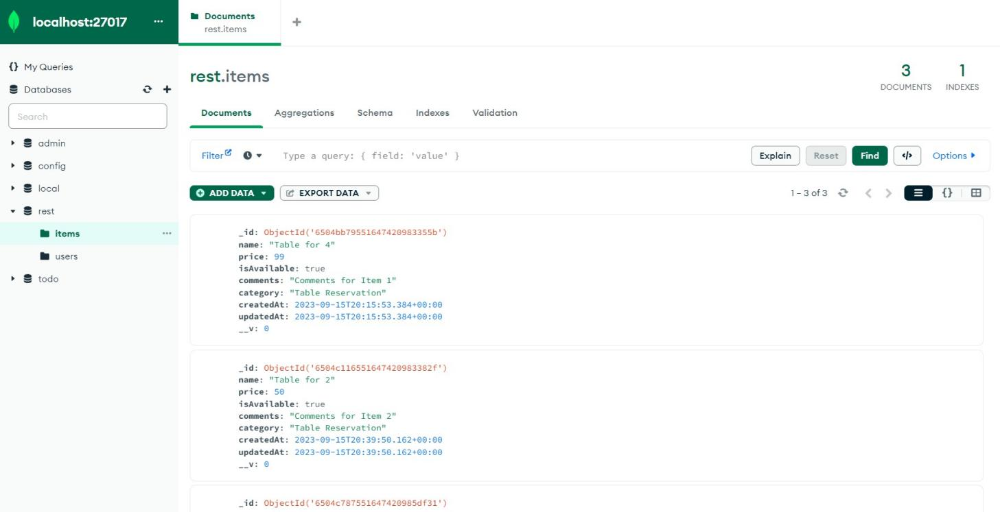 localhost:27017 ...
Documents
rest.items
+
{} My Queries
Databases
Search
admin
config
local
rest
items ...
users
todo
rest.items
3
DOCUMENTS
1
INDEXES
Documents Aggregations Schema Indexes Validation
Filter Type a query: { field: 'value' } Explain Reset Find </> Options
ADD DATA EXPORT DATA 1 – 3 of 3 {}
_id: ObjectId('6504bb79551647420983355b')
name: "Table for 4"
price: 99
isAvailable: true
comments: "Comments for Item 1"
category: "Table Reservation"
createdAt: 2023-09-15T20:15:53.384+00:00
updatedAt: 2023-09-15T20:15:53.384+00:00
__v: 0
_id: ObjectId('6504c116551647420983382f')
name: "Table for 2"
price: 50
isAvailable: true
comments: "Comments for Item 2"
category: "Table Reservation"
createdAt: 2023-09-15T20:39:50.162+00:00
updatedAt: 2023-09-15T20:39:50.162+00:00
__v: 0
_id: ObjectId('6504c787551647420985df31')